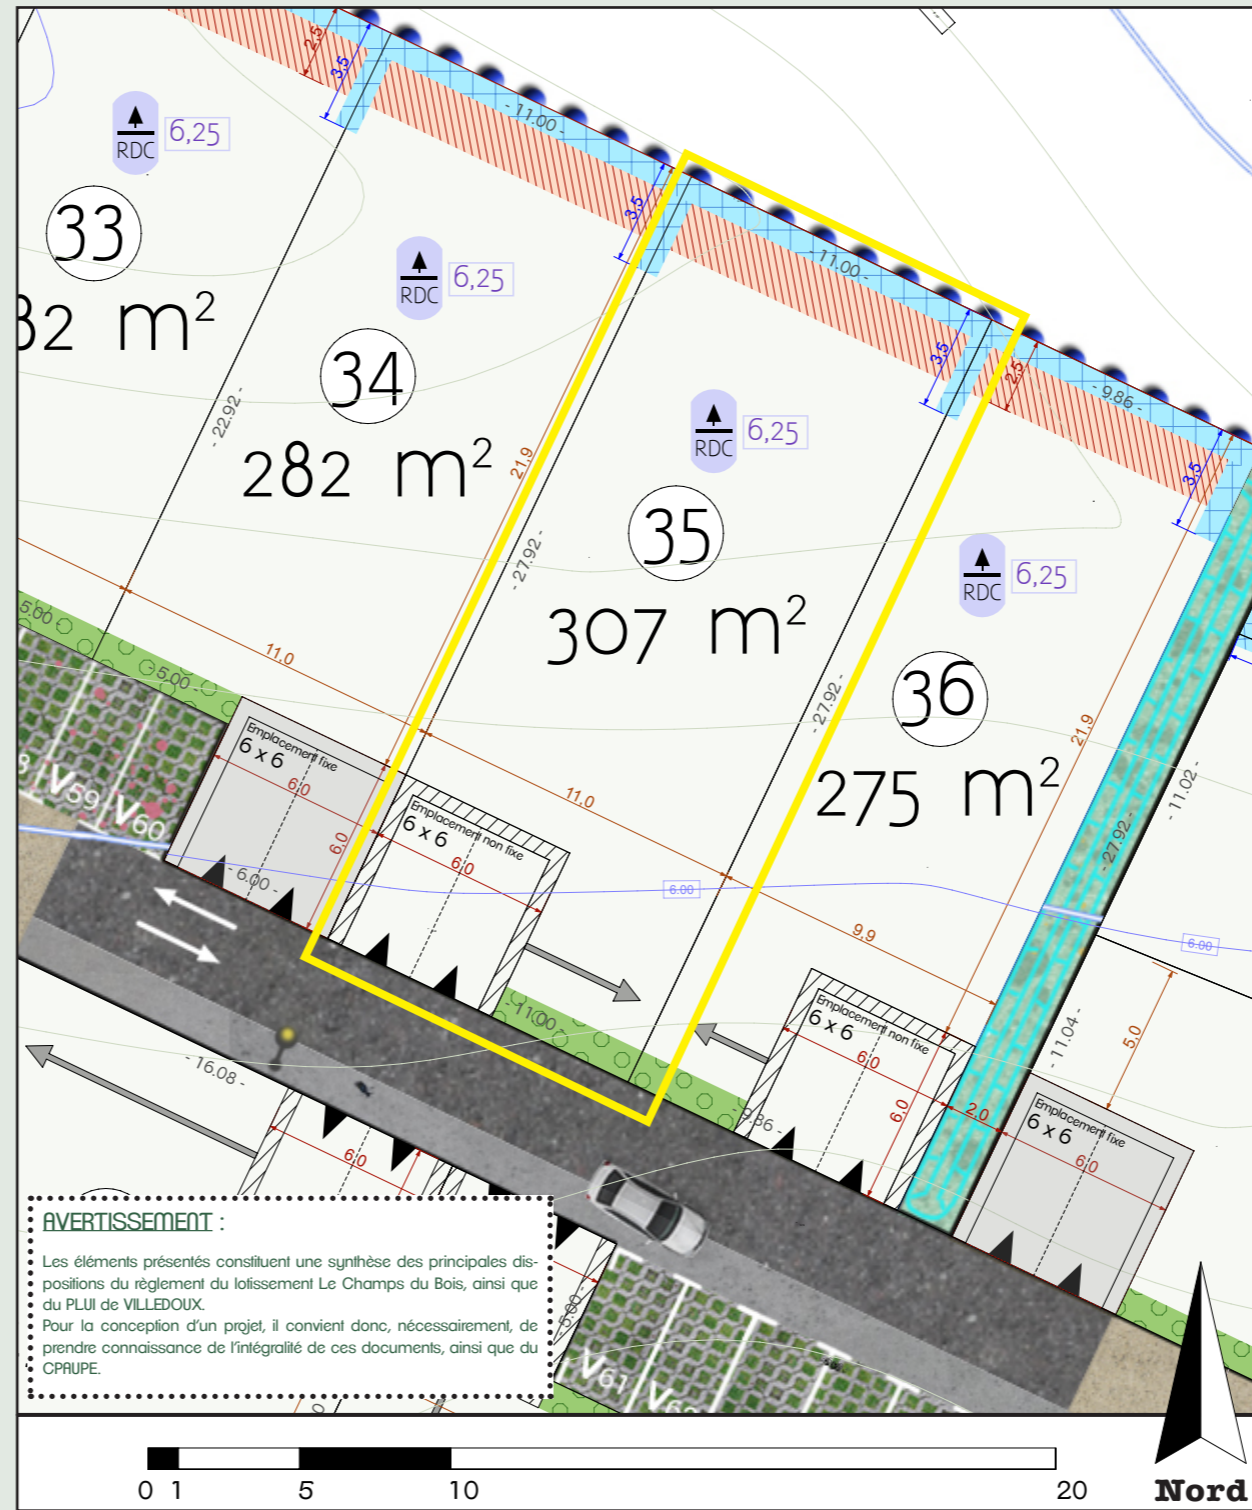 2,5
3,5
- 11.00 -
RDC
6,25
33
32 m²
3,5
RDC
6,25
34
282 m²
- 22.92 -
- 11.00 -
3,5
2,5
- 9.86 -
3,5
21,9
- 27.92 -
RDC
6,25
35
307 m²
RDC
6,25
36
275 m²
- 27.92 -
21,9
- 27.92 -
- 11.02 -
5.00 -
- 5.00 -
11,0
11,0
9,9
Emplacement fixe
6 x 6
6,0
6,0
- 6.00 -
Emplacement non fixe
6 x 6
6,0
6.00
6.00
8
V59
V60
- 11.00 -
Emplacement non fixe
6 x 6
6,0
6,0
- 9.86 -
2,0
- 11.04 -
5,0
Emplacement fixe
6 x 6
6,0
- 16.08 -
6,0
- 5.00 -
V61
AVERTISSEMENT :
Les éléments présentés constituent une synthèse des principales dis-
positions du règlement du lotissement Le Champs du Bois, ainsi que
du PLUI de VILLEDOUX.
Pour la conception d'un projet, il convient donc, nécessairement, de
prendre connaissance de l'intégralité de ces documents, ainsi que du
CPAUPE.
0 1 5 10 20
Nord